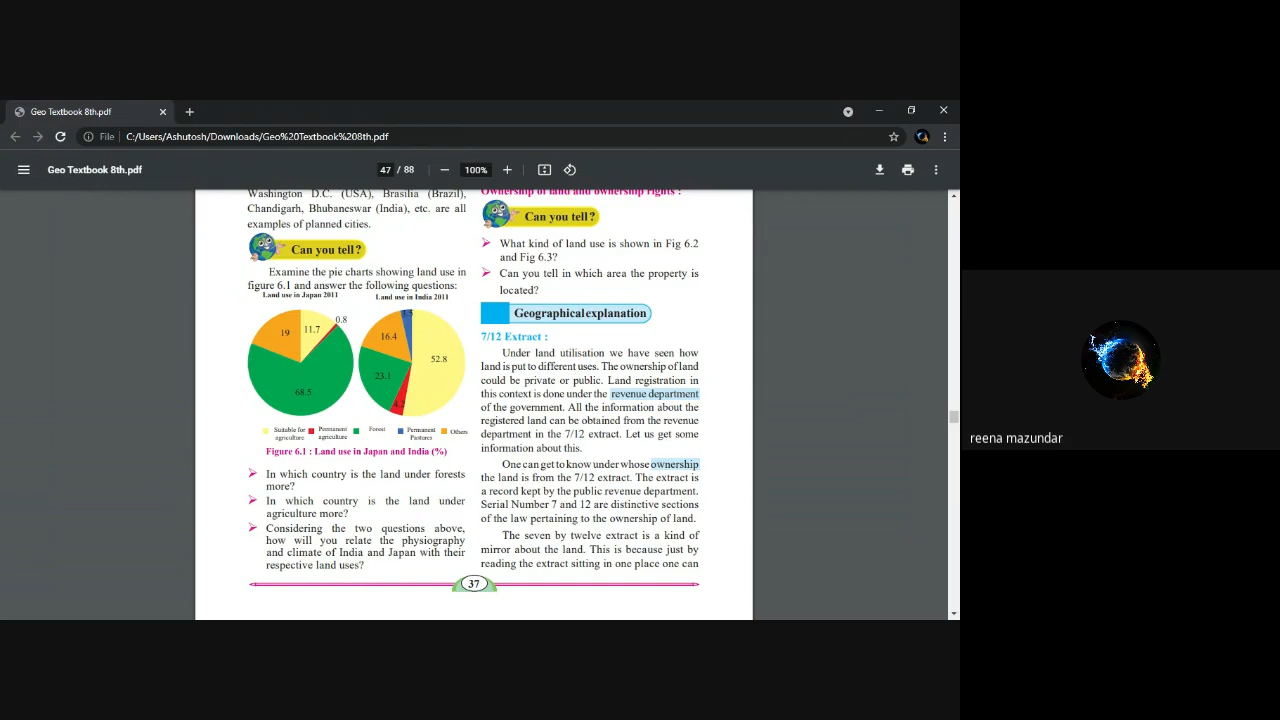 Geo Textbook 8th.pdf
File
C:/Users/Ashutosh/Downloads/Geo%20Textbook%208th.pdf
Geo Textbook 8th.pdf
47 / 88
100%
Washington D.C. (USA), Brasilia (Brazil),
Chandigarh, Bhubaneswar (India), etc. are all
examples of planned cities.
Can you tell?
Examine the pie charts showing land use in
figure 6.1 and answer the following questions:
Land use in Japan 2011
Land use in India 2011
19
11.7
0.8
68.5
3.5
16.4
52.8
23.1
4.2
Suitable for agriculture
Permanent agriculture
Forest
Permanent Pastures
Others
Figure 6.1 : Land use in Japan and India (%)
In which country is the land under forests
more?
In which country is the land under
agriculture more?
Considering the two questions above,
how will you relate the physiography
and climate of India and Japan with their
respective land uses?
Ownership of land and ownership rights :
Can you tell?
What kind of land use is shown in Fig 6.2
and Fig 6.3?
Can you tell in which area the property is
located?
Geographical explanation
7/12 Extract :
Under land utilisation we have seen how
land is put to different uses. The ownership of land
could be private or public. Land registration in
this context is done under the revenue department
of the government. All the information about the
registered land can be obtained from the revenue
department in the 7/12 extract. Let us get some
information about this.
One can get to know under whose ownership
the land is from the 7/12 extract. The extract is
a record kept by the public revenue department.
Serial Number 7 and 12 are distinctive sections
of the law pertaining to the ownership of land.
The seven by twelve extract is a kind of
mirror about the land. This is because just by
reading the extract sitting in one place one can
37
reena mazundar